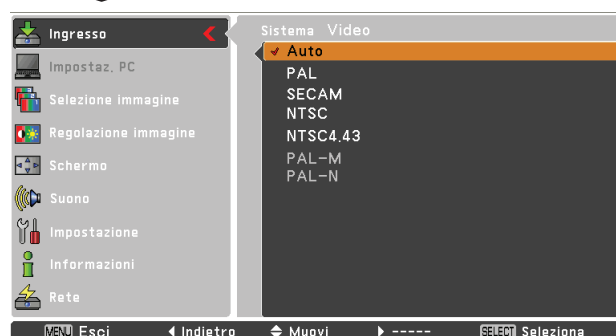 Ingresso
Impostaz. PC
Selezione immagine
Regolazione immagine
Schermo
Suono
Impostazione
Informazioni
Rete
Sistema Video
Auto
PAL
SECAM
NTSC
NTSC4.43
PAL-M
PAL-N
MENU Esci Indietro Muovi ----- SELECT Seleziona